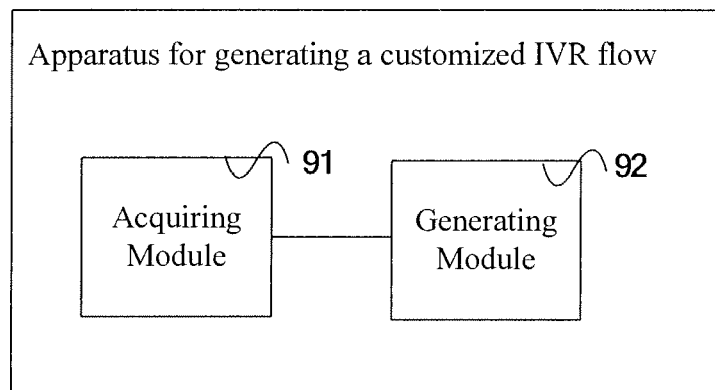 Apparatus for generating a customized IVR flow
91
92
Acquiring
Module
Generating
Module